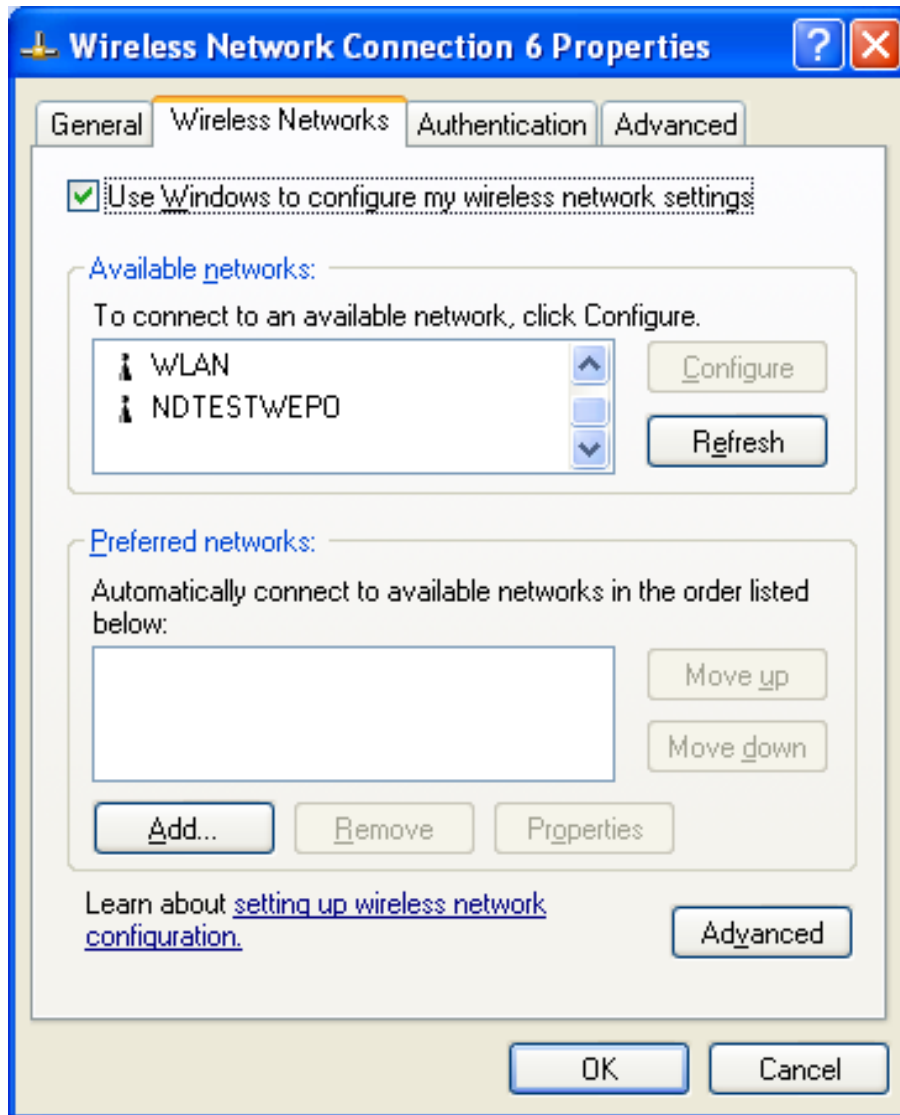 Wireless Network Connection 6 Properties
General Wireless Networks Authentication Advanced
Use Windows to configure my wireless network settings
Available networks:
To connect to an available network, click Configure.
WLAN
NDTESTWEP0
Configure
Refresh
Preferred networks:
Automatically connect to available networks in the order listed
below:
Move up
Move down
Add... Remove Properties
Learn about setting up wireless network
configuration.
Advanced
OK Cancel